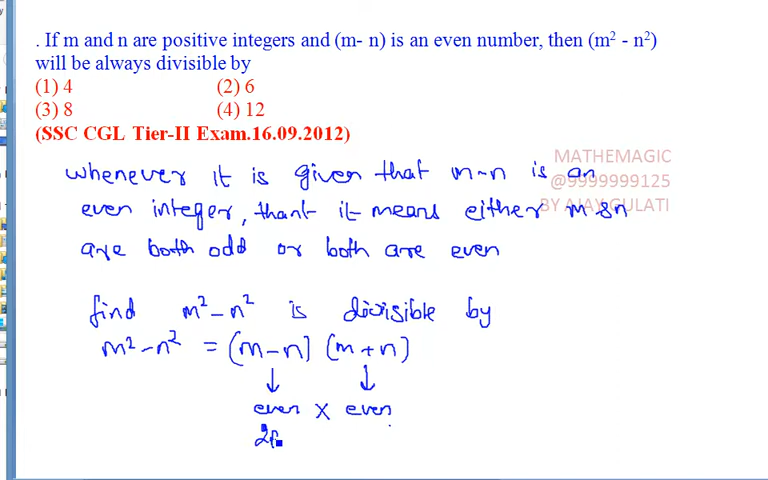 . If m and n are positive integers and (m- n) is an even number, then (m² - n²)
will be always divisible by
(1) 4 (2) 6
(3) 8 (4) 12
(SSC CGL Tier-II Exam.16.09.2012)
MATHEMAGIC
@9999999125
BY AJAY GULATI
whenever it is given that m-n is an
even integer, thant it means either m & n
are both odd or both are even
find m²-n² is divisible by
m²-n² = (m-n) (m+n)
↓ ↓
even × even